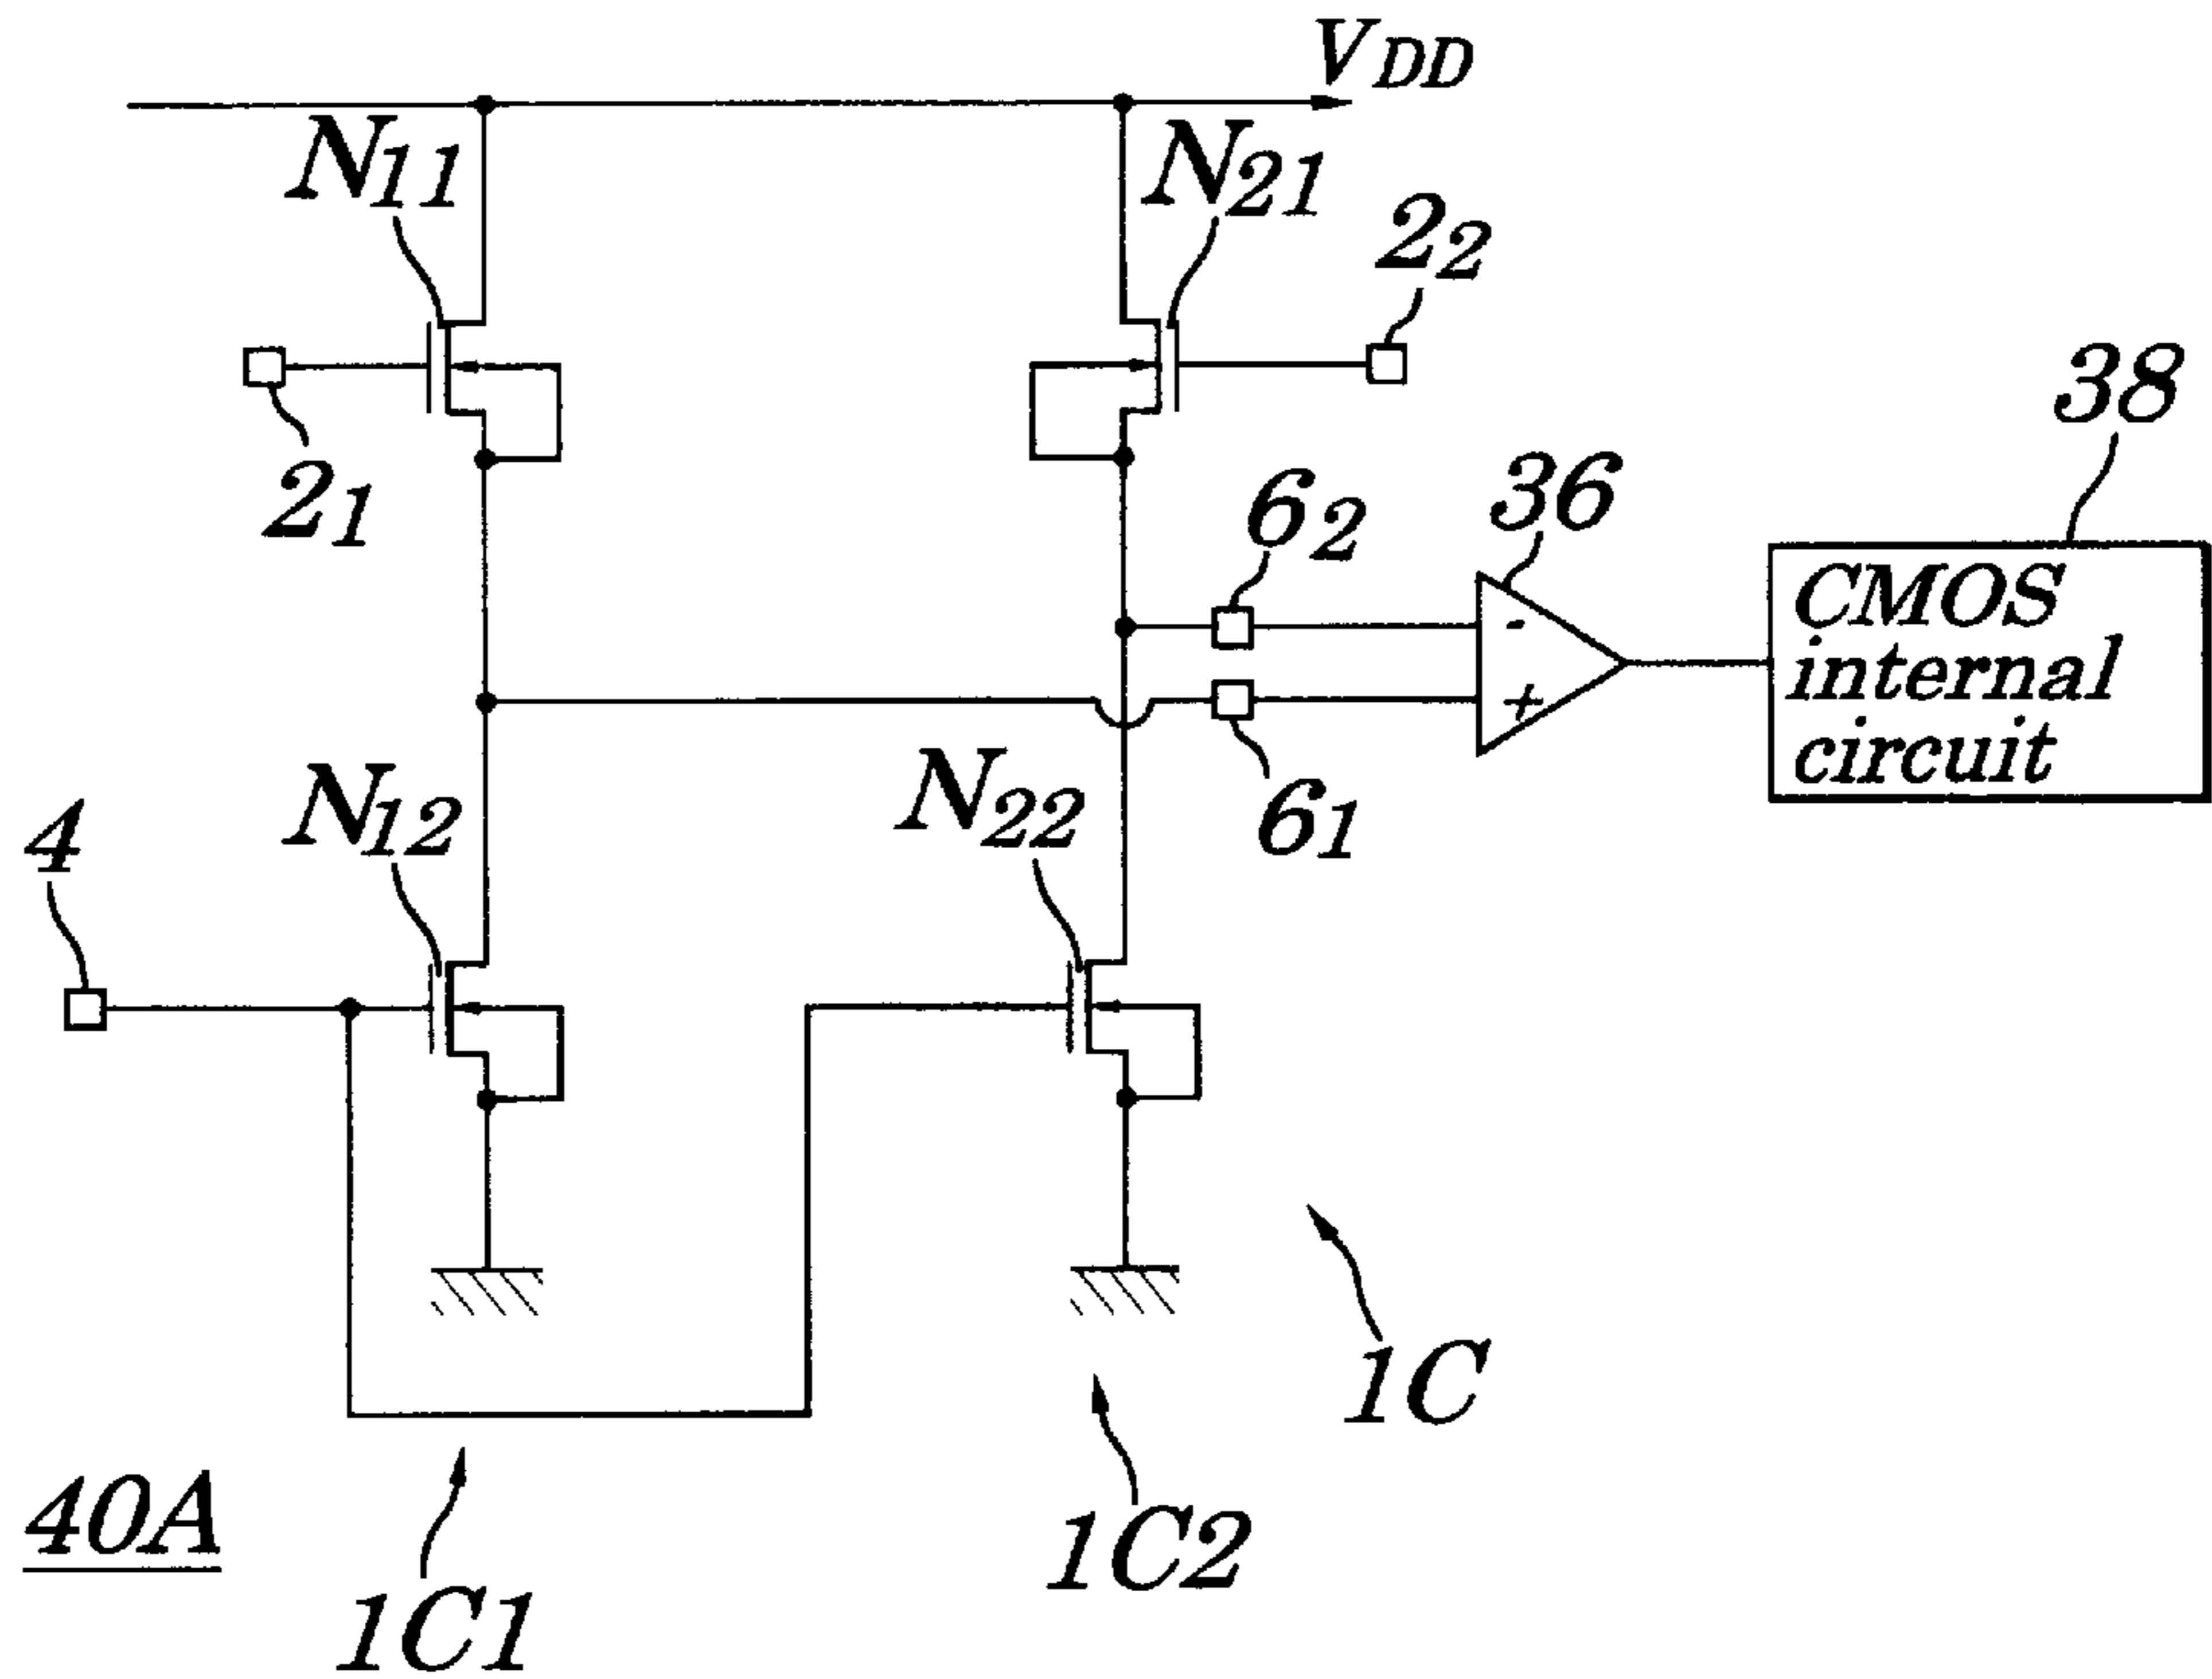 VDD
N11
N21
22
21
38
36
62
CMOS
internal
circuit
61
N12
N22
4
1C
40A
1C2
1C1
-
+